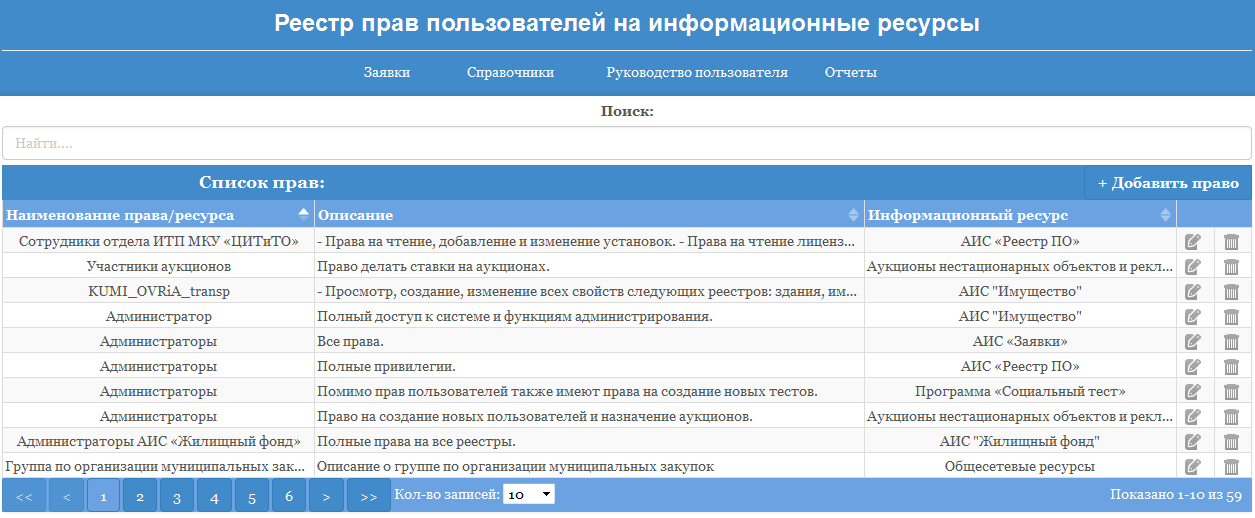 Реестр прав пользователей на информационные ресурсы
Заявки Справочники Руководство пользователя Отчеты
Поиск:
Найти....
Список прав: + Добавить право
Наименование права/ресурса Описание Информационный ресурс
Сотрудники отдела ИТП МКУ «ЦИТиТО» - Права на чтение, добавление и изменение установок. - Права на чтение лиценз... АИС «Реестр ПО»
Участники аукционов Право делать ставки на аукционах. Аукционы нестационарных объектов и рекл...
KUMI_OVRiA_transp - Просмотр, создание, изменение всех свойств следующих реестров: здания, им... АИС "Имущество"
Администратор Полный доступ к системе и функциям администрирования. АИС "Имущество"
Администраторы Все права. АИС «Заявки»
Администраторы Полные привилегии. АИС «Реестр ПО»
Администраторы Помимо прав пользователей также имеют права на создание новых тестов. Программа «Социальный тест»
Администраторы Право на создание новых пользователей и назначение аукционов. Аукционы нестационарных объектов и рекл...
Администраторы АИС «Жилищный фонд» Полные права на все реестры. АИС "Жилищный фонд"
Группа по организации муниципальных зак... Описание о группе по организации муниципальных закупок Общесетевые ресурсы
<< < 1 2 3 4 5 6 > >> Кол-во записей: 10 Показано 1-10 из 59